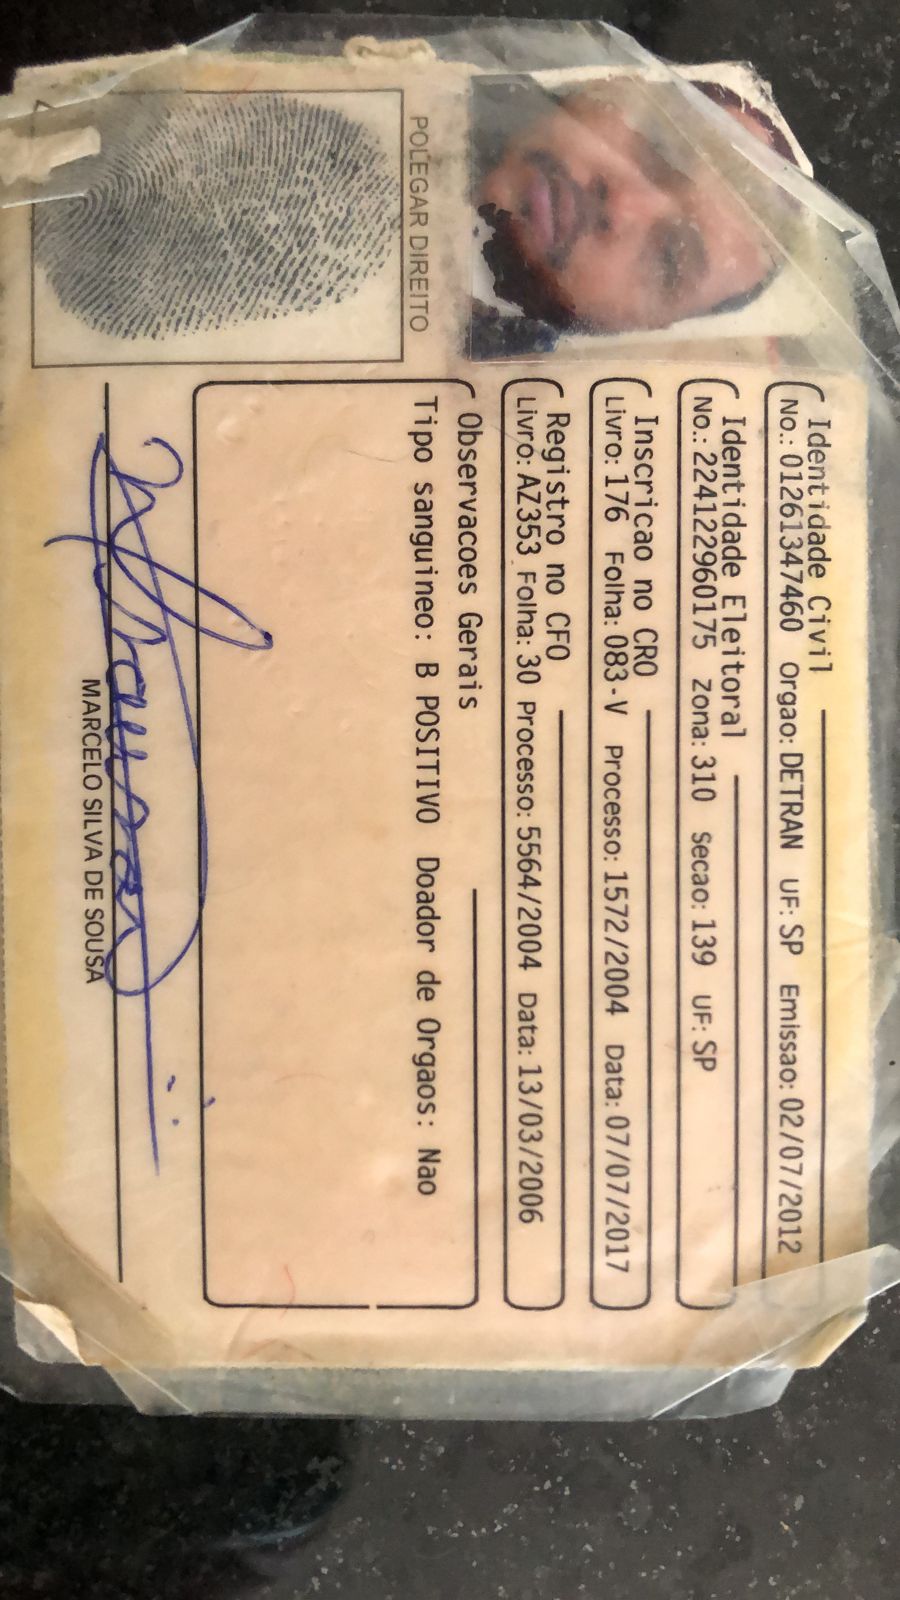 POLEGAR DIREITO
Identidade Civil
No.: 01261347460 Orgao: DETRAN UF: SP Emissao: 02/07/2012
Identidade Eleitoral
No.: 224122960175 Zona: 310 Secao: 139 UF: SP
Inscricao no CRO
Livro: 176 Folha: 083-V Processo: 1572/2004 Data: 07/07/2017
Registro no CFO
Livro: AZ353 Folha: 30 Processo: 5564/2004 Data: 13/03/2006
Observacoes Gerais
Tipo sanguineo: B POSITIVO Doador de Orgaos: Nao
MARCELO SILVA DE SOUSA